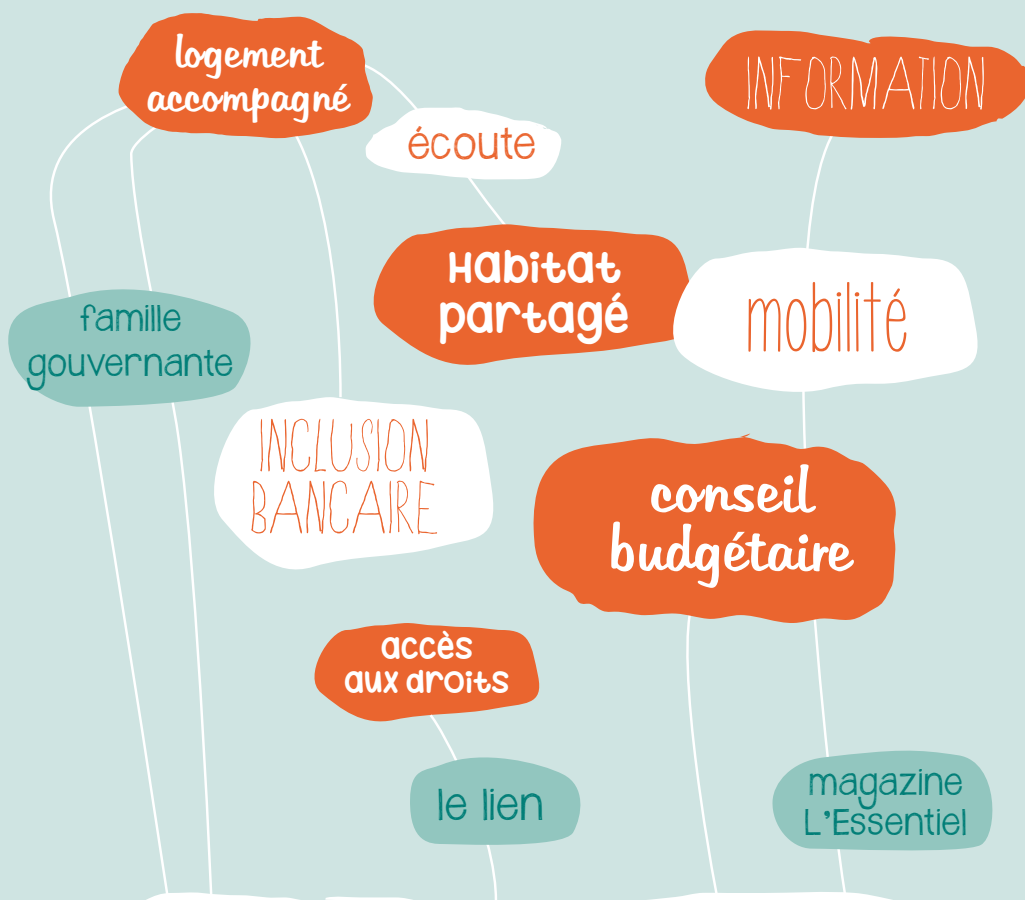 logement
accompagné
INFORMATION
écoute
Habitat
partagé
mobilité
famille
gouvernante
INCLUSION
BANCAIRE
conseil
budgétaire
accès
aux droits
le lien
magazine
L'Essentiel